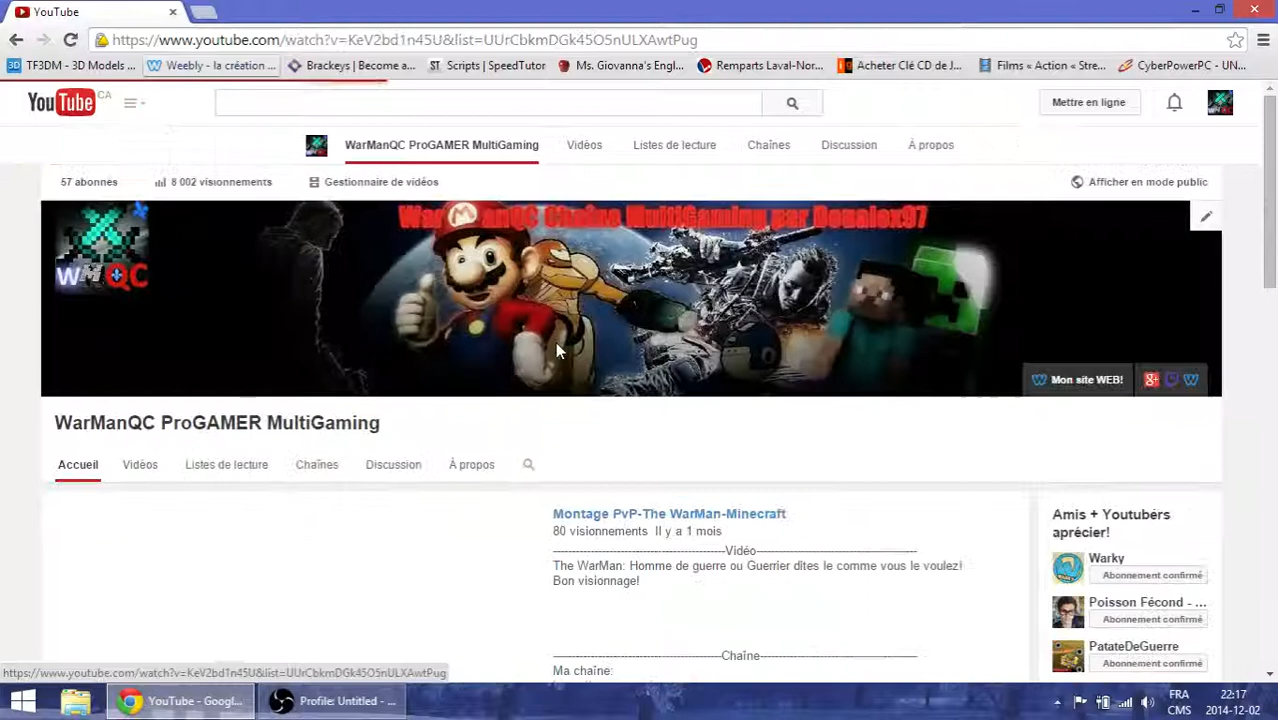 YouTube
https://www.youtube.com/watch?v=KeV2bd1n45U&list=UUrCbkmDGk45O5nULXAwtPug
TF3DM - 3D Models ... Weebly - la création ... Brackeys | Become a... Scripts | SpeedTutor Ms. Giovanna's Engl... Remparts Laval-Nor... Acheter Clé CD de J... Films « Action « Stre... CyberPowerPC - UN...
YouTube CA
Mettre en ligne
WarManQC ProGAMER MultiGaming Vidéos Listes de lecture Chaînes Discussion À propos
57 abonnes 8 002 visionnements Gestionnaire de vidéos Afficher en mode public
MultiGaming par
WMQC
Mon site WEB!
WarManQC ProGAMER MultiGaming
Accueil Vidéos Listes de lecture Chaînes Discussion À propos
Montage PvP-The WarMan-Minecraft
80 visionnements Il y a 1 mois
Vidéo
The WarMan: Homme de guerre ou Guerrier dites le comme vous le voulez!
Bon visionnage!
Chaîne
Ma chaîne:
Amis + Youtubérs
aprécier!
Warky
Abonnement confirmé
Poisson Fécond - ...
Abonnement confirmé
PatateDeGuerre
Abonnement confirmé
https://www.youtube.com/watch?v=KeV2bd1n45U&list=UUrCbkmDGk45O5nULXAwtPug
YouTube - Googl... Profile: Untitled - ...
FRA 22:17
CMS 2014-12-02